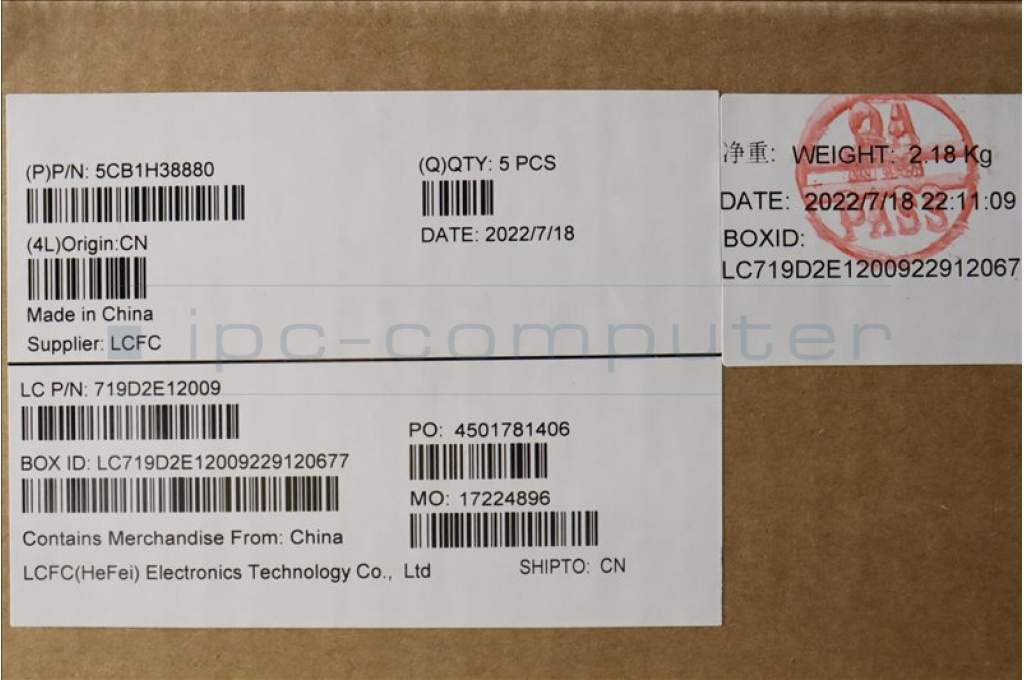 (P)P/N: 5CB1H38880
(Q)QTY: 5 PCS
(4L)Origin:CN
DATE: 2022/7/18
Made in China
Supplier: LCFC
LC P/N: 719D2E12009
PO: 4501781406
BOX ID: LC719D2E12009229120677
MO: 17224896
Contains Merchandise From: China
LCFC(HeFei) Electronics Technology Co., Ltd
SHIPTO: CN
净重: WEIGHT: 2.18 Kg
DATE: 2022/7/18 22:11:09
BOXID:
LC719D2E1200922912067
QA
PASS
ipc-computer